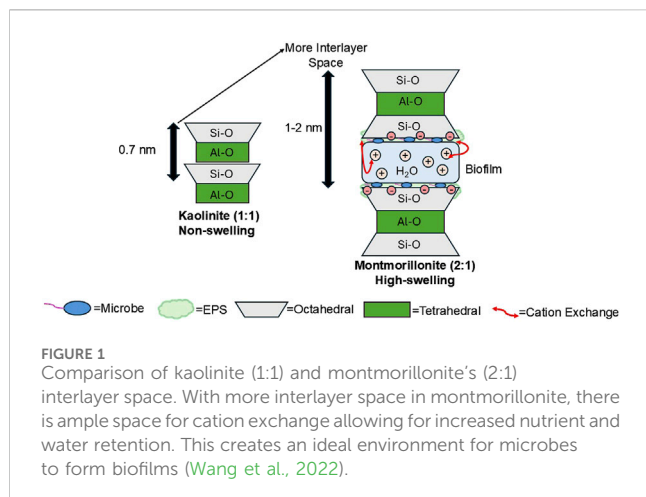 More Interlayer
Space
0.7 nm
Si-O
Al-O
Si-O
Al-O
Kaolinite (1:1)
Non-swelling
1-2 nm
Si-O
Al-O
Si-O
H₂O
Biofilm
Si-O
Al-O
Si-O
Montmorillonite (2:1)
High-swelling
=Microbe =EPS =Octahedral =Tetrahedral =Cation Exchange
FIGURE 1
Comparison of kaolinite (1:1) and montmorillonite’s (2:1)
interlayer space. With more interlayer space in montmorillonite, there
is ample space for cation exchange allowing for increased nutrient and
water retention. This creates an ideal environment for microbes
to form biofilms (Wang et al., 2022).